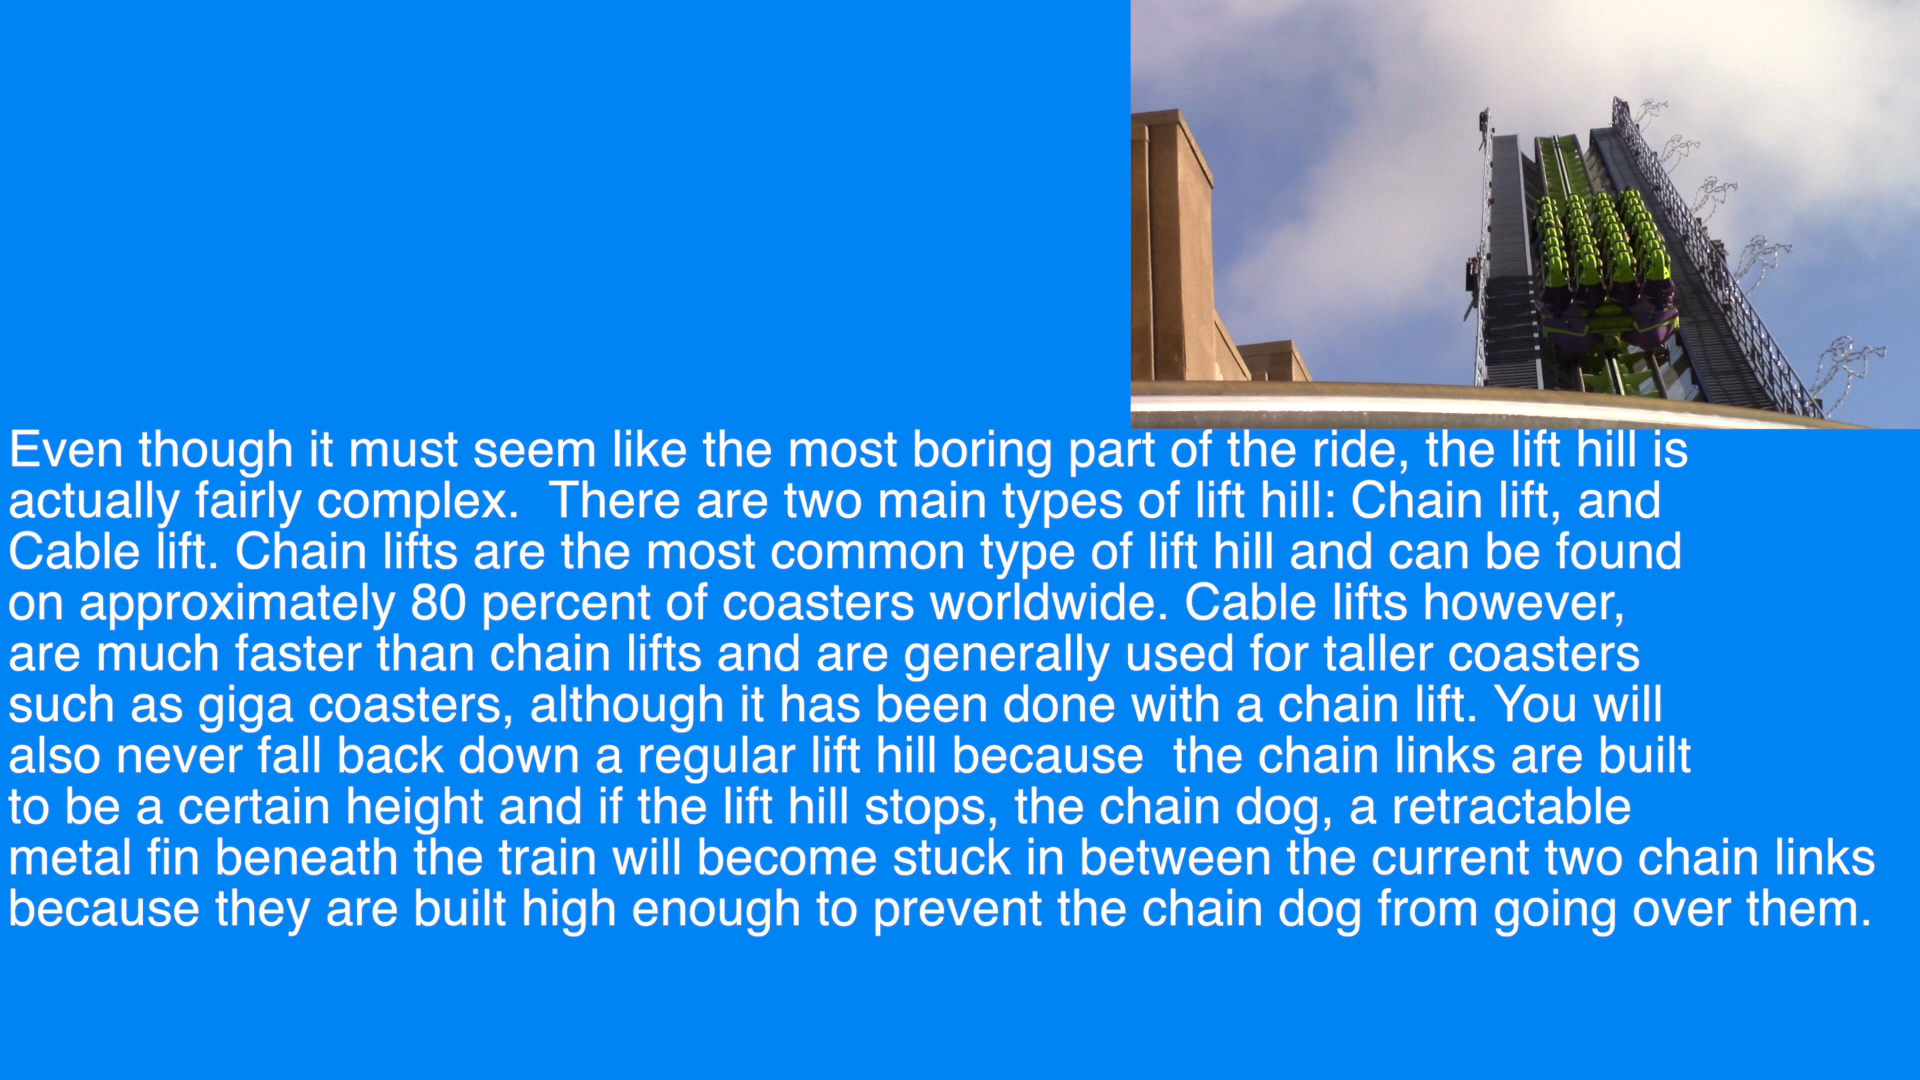 Even though it must seem like the most boring part of the ride, the lift hill is
actually fairly complex.  There are two main types of lift hill: Chain lift, and
Cable lift. Chain lifts are the most common type of lift hill and can be found
on approximately 80 percent of coasters worldwide. Cable lifts however,
are much faster than chain lifts and are generally used for taller coasters
such as giga coasters, although it has been done with a chain lift. You will
also never fall back down a regular lift hill because  the chain links are built
to be a certain height and if the lift hill stops, the chain dog, a retractable
metal fin beneath the train will become stuck in between the current two chain links
because they are built high enough to prevent the chain dog from going over them.